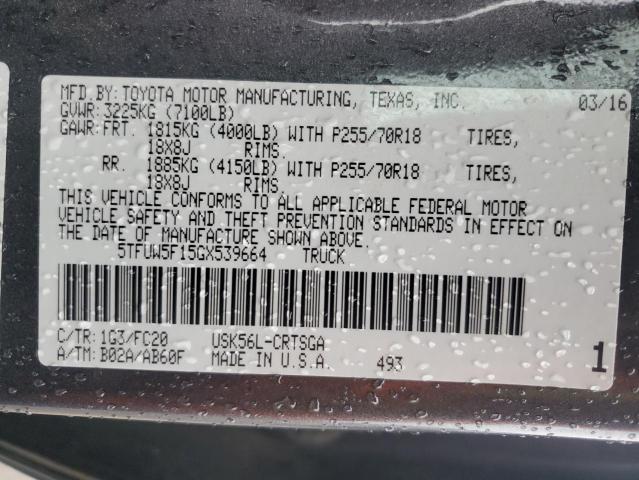 MFD BY: TOYOTA MOTOR MANUFACTURING, TEXAS, INC. 03/16
GVWR: 3225KG (7100LB)
GAWR: FRT. 1815KG (4000LB) WITH P255/70R18 TIRES,
18X8J RIMS.
RR. 1885KG (4150LB) WITH P255/70R18 TIRES,
18X8J RIMS.
THIS VEHICLE CONFORMS TO ALL APPLICABLE FEDERAL MOTOR
VEHICLE SAFETY AND THEFT PREVENTION STANDARDS IN EFFECT ON
THE DATE OF MANUFACTURE SHOWN ABOVE.
5TFUW5F15GX539664 TRUCK
C/TR: 1G3/FC20 USK56L-CRTSGA
A/TM: B02A/AB60F MADE IN U.S.A. 493 1